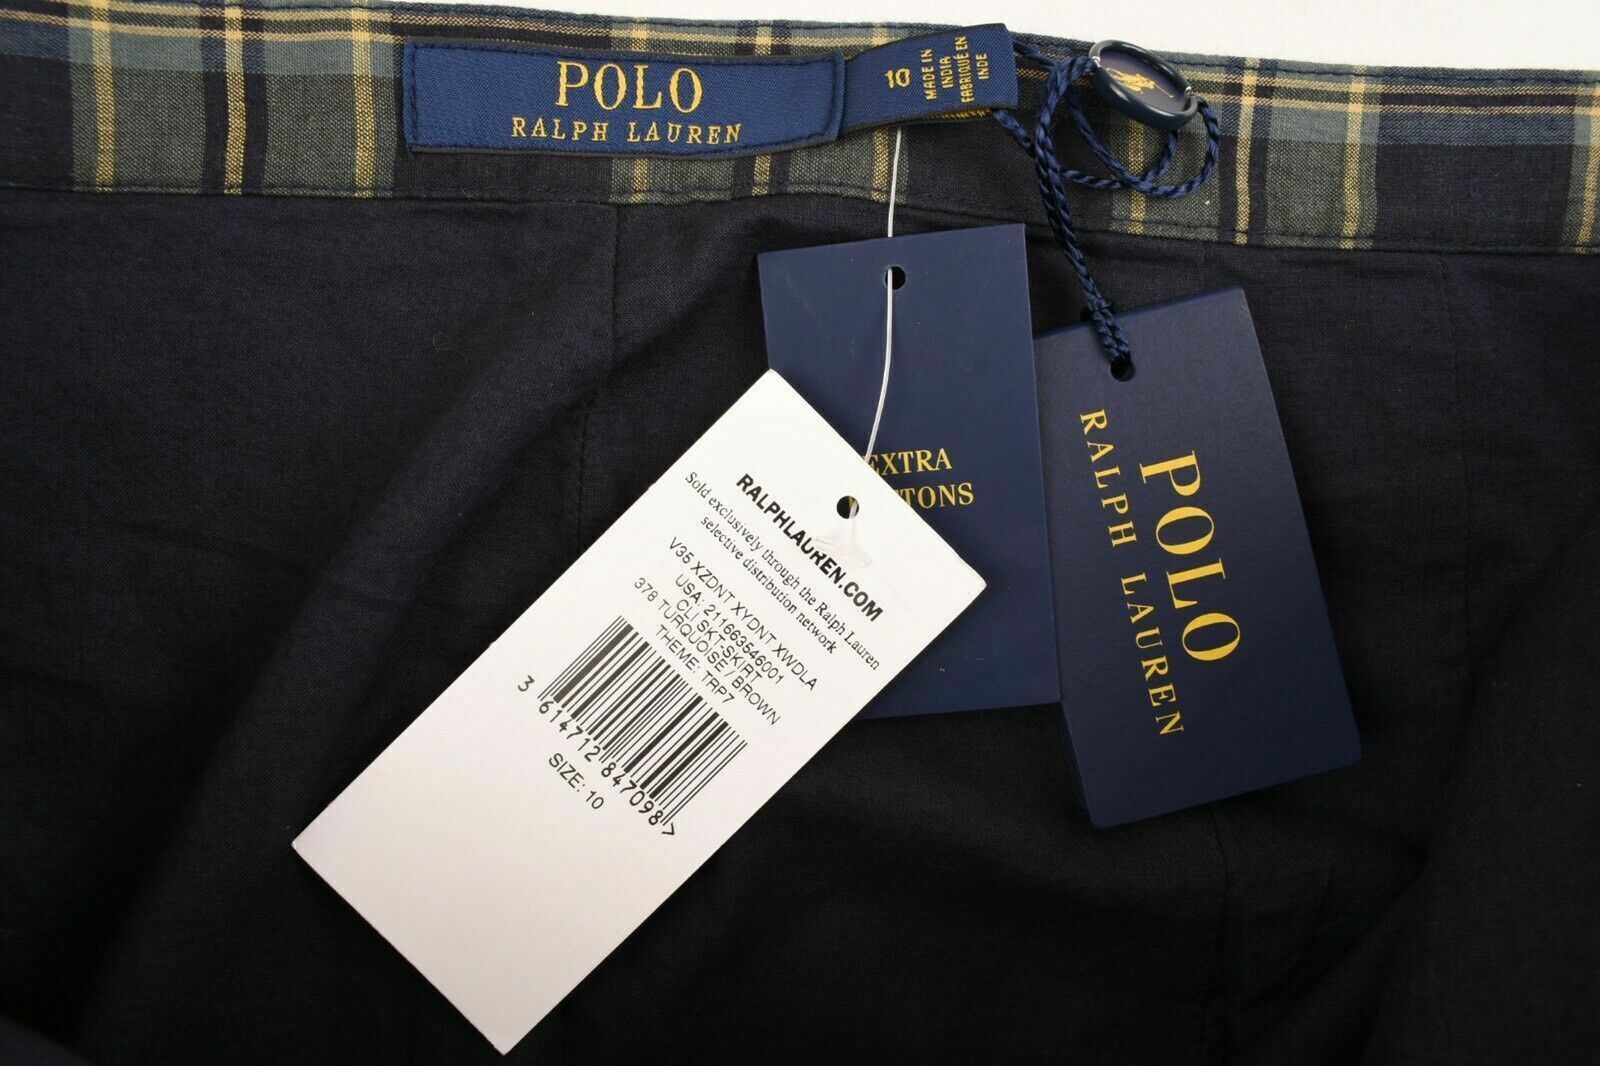 POLO
RALPH LAUREN
10
MADE IN
INDIA
FABRIQUE EN
INDE
EXTRA
RALPHLAUREN.COM
Sold exclusively through the Ralph Lauren
selective distribution network
V35 XZDNT XYDNT XWDLA
USA: 211663546001
CLI SKT-SKIRT
378 TURQUOISE / BROWN
THEME: TRP7
3 614712 847098 >
SIZE: 10
POLO
RALPH LAUREN